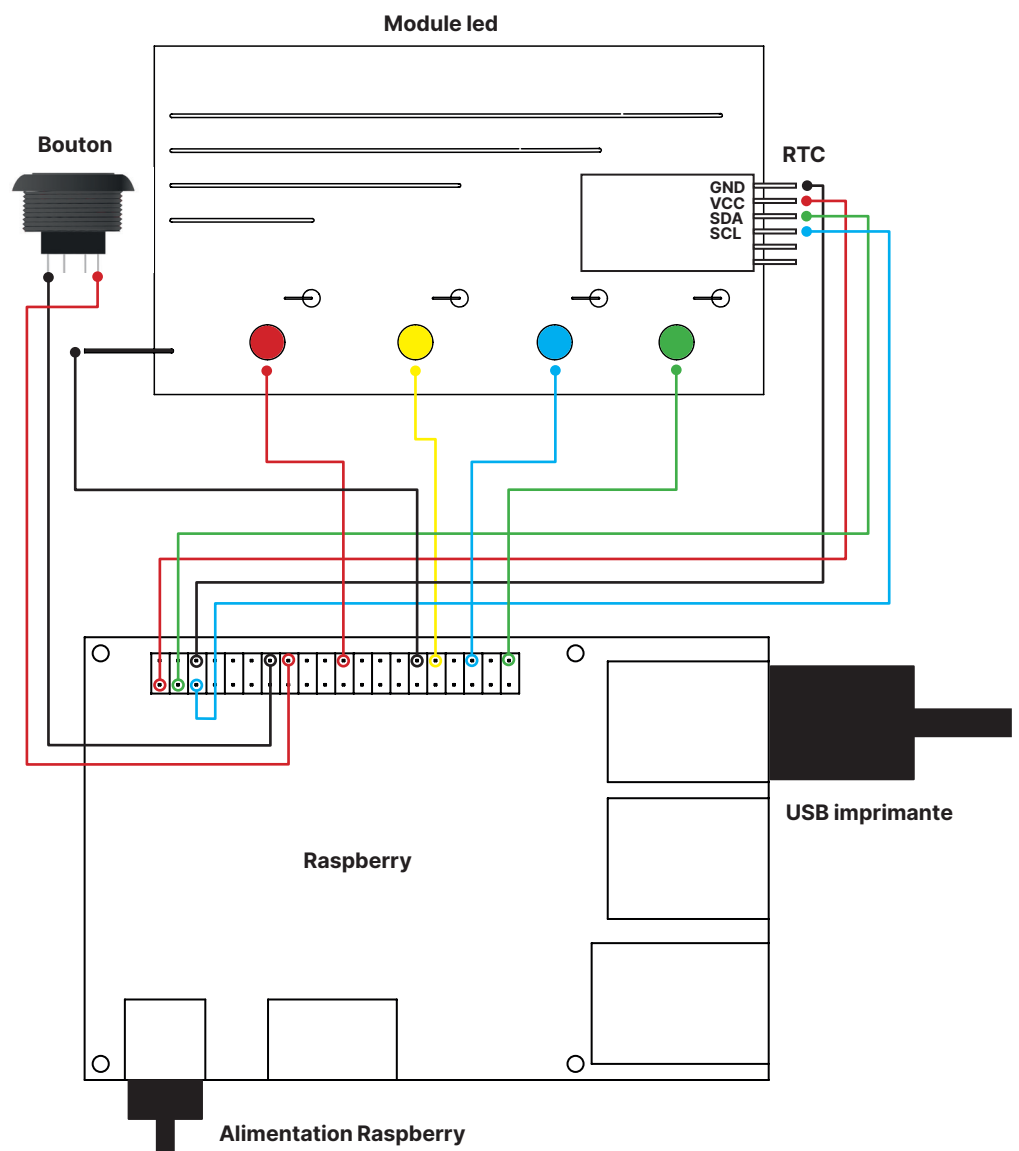 Module led
Bouton
RTC
GND
VCC
SDA
SCL
USB imprimante
Raspberry
Alimentation Raspberry